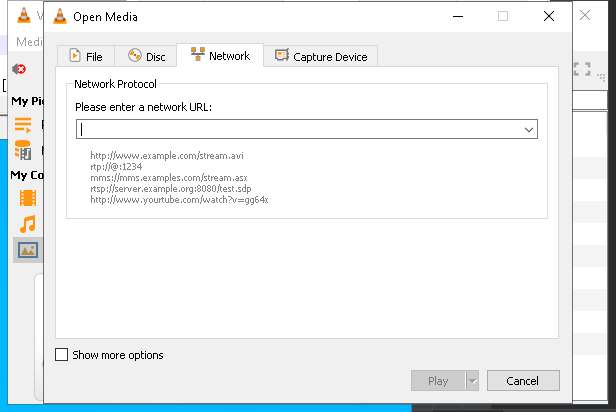 Open Media
Medi
File
Disc
Network
Capture Device
Network Protocol
Please enter a network URL:
http://www.example.com/stream.avi
rtp://@:1234
mms://mms.examples.com/stream.asx
rtsp://server.example.org:8080/test.sdp
http://www.yourtube.com/watch?v=gg64x
My Pi
My Co
Show more options
Play
Cancel